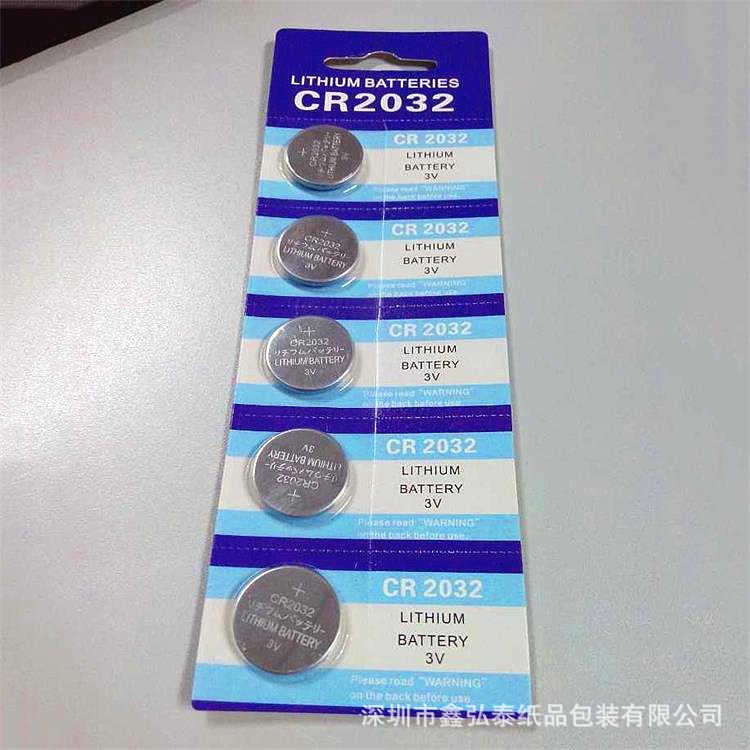 LITHIUM BATTERIES
CR2032
+
CR2032
3V
CR 2032
LITHIUM
BATTERY
3V
Please read "WARNING"
on the back before use.
+
CR2032
リチウムバッテリー
LITHIUM BATTERY
3V
CR 2032
LITHIUM
BATTERY
3V
Please read "WARNING"
on the back before use.
+
CR2032
リチウムバッテリー
LITHIUM BATTERY
3V
CR 2032
LITHIUM
BATTERY
3V
Please read "WARNING"
on the back before use.
+
CR2032
リチウムバッテリー
LITHIUM BATTERY
3V
CR 2032
LITHIUM
BATTERY
3V
Please read "WARNING"
on the back before use.
+
CR2032
リチウムバッテリー
LITHIUM BATTERY
3V
CR 2032
LITHIUM
BATTERY
3V
Please read "WARNING"
on the back before use.
深圳市鑫弘泰纸品包装有限公司